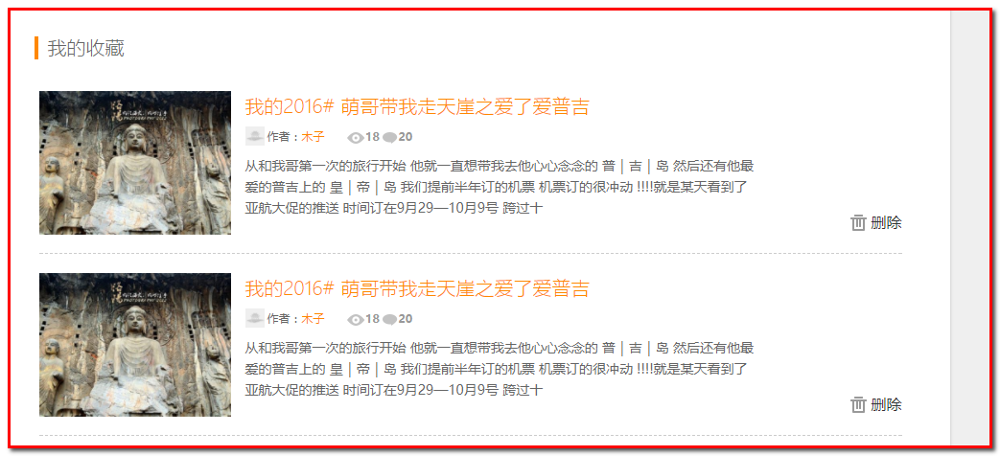 我的收藏
我的2016# 萌哥带我走天崖之爱了爱普吉
作者：木子 18 20
从和我哥第一次的旅行开始 他就一直想带我去他心心念念的 普｜吉｜岛 然后还有他最
爱的普吉上的 皇｜帝｜岛 我们提前半年订的机票 机票订的很冲动 !!!!就是某天看到了
亚航大促的推送 时间订在9月29—10月9号 跨过十
删除
我的2016# 萌哥带我走天崖之爱了爱普吉
作者：木子 18 20
从和我哥第一次的旅行开始 他就一直想带我去他心心念念的 普｜吉｜岛 然后还有他最
爱的普吉上的 皇｜帝｜岛 我们提前半年订的机票 机票订的很冲动 !!!!就是某天看到了
亚航大促的推送 时间订在9月29—10月9号 跨过十
删除